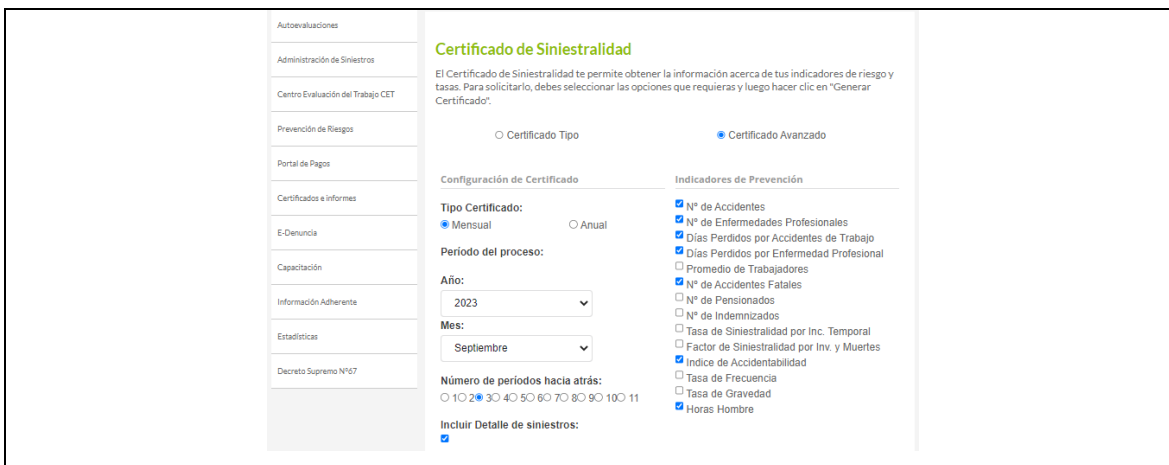 Autoevaluaciones
Administración de Siniestros
Centro Evaluación del Trabajo CET
Prevención de Riesgos
Portal de Pagos
Certificados e informes
E-Denuncia
Capacitación
Información Adherente
Estadísticas
Decreto Supremo Nº67
Certificado de Siniestralidad
El Certificado de Siniestralidad te permite obtener la información acerca de tus indicadores de riesgo y
tasas. Para solicitarlo, debes seleccionar las opciones que requieras y luego hacer clic en "Generar
Certificado".
Certificado Tipo
Certificado Avanzado
Configuración de Certificado
Tipo Certificado:
Mensual
Anual
Período del proceso:
Año:
2023
Mes:
Septiembre
Número de períodos hacia atrás:
1 2 3 4 5 6 7 8 9 10 11
Incluir Detalle de siniestros:
Indicadores de Prevención
Nº de Accidentes
Nº de Enfermedades Profesionales
Días Perdidos por Accidentes de Trabajo
Días Perdidos por Enfermedad Profesional
Promedio de Trabajadores
Nº de Accidentes Fatales
Nº de Pensionados
Nº de Indemnizados
Tasa de Siniestralidad por Inc. Temporal
Factor de Siniestralidad por Inv. y Muertes
Indice de Accidentabilidad
Tasa de Frecuencia
Tasa de Gravedad
Horas Hombre